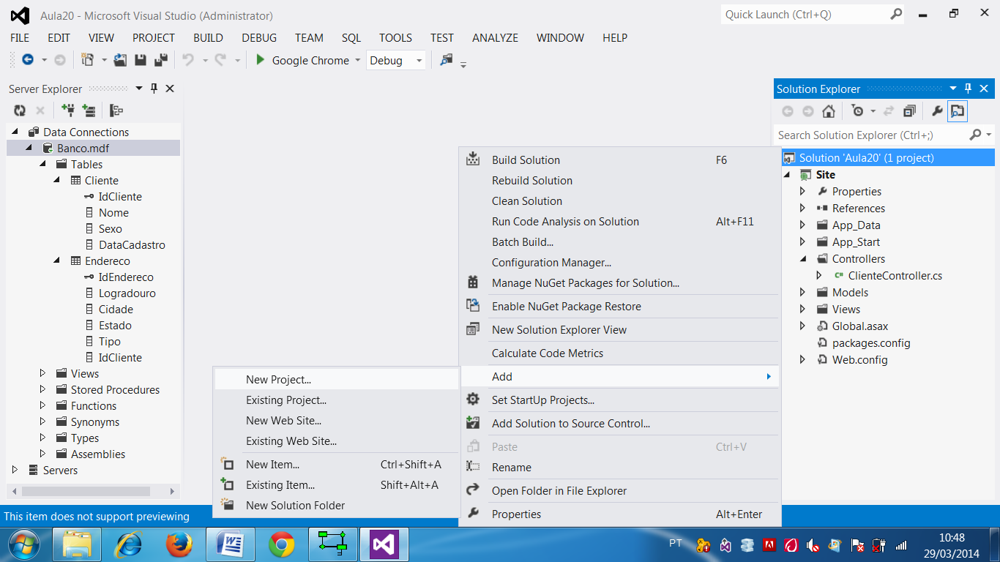 Aula20 - Microsoft Visual Studio (Administrator)
Quick Launch (Ctrl+Q)
FILE EDIT VIEW PROJECT BUILD DEBUG TEAM SQL TOOLS TEST ANALYZE WINDOW HELP
Google Chrome Debug
Server Explorer
Data Connections
Banco.mdf
Tables
Cliente
IdCliente
Nome
Sexo
DataCadastro
Endereco
IdEndereco
Logradouro
Cidade
Estado
Tipo
IdCliente
Views
Stored Procedures
Functions
Synonyms
Types
Assemblies
Servers
New Project...
Existing Project...
New Web Site...
Existing Web Site...
New Item... Ctrl+Shift+A
Existing Item... Shift+Alt+A
New Solution Folder
Build Solution F6
Rebuild Solution
Clean Solution
Run Code Analysis on Solution Alt+F11
Batch Build...
Configuration Manager...
Manage NuGet Packages for Solution...
Enable NuGet Package Restore
New Solution Explorer View
Calculate Code Metrics
Add
Set StartUp Projects...
Add Solution to Source Control...
Paste Ctrl+V
Rename
Open Folder in File Explorer
Properties Alt+Enter
Solution Explorer
Search Solution Explorer (Ctrl+;)
Solution 'Aula20' (1 project)
Site
Properties
References
App_Data
App_Start
Controllers
ClienteController.cs
Models
Views
Global.asax
packages.config
Web.config
This item does not support previewing
PT
10:48
29/03/2014